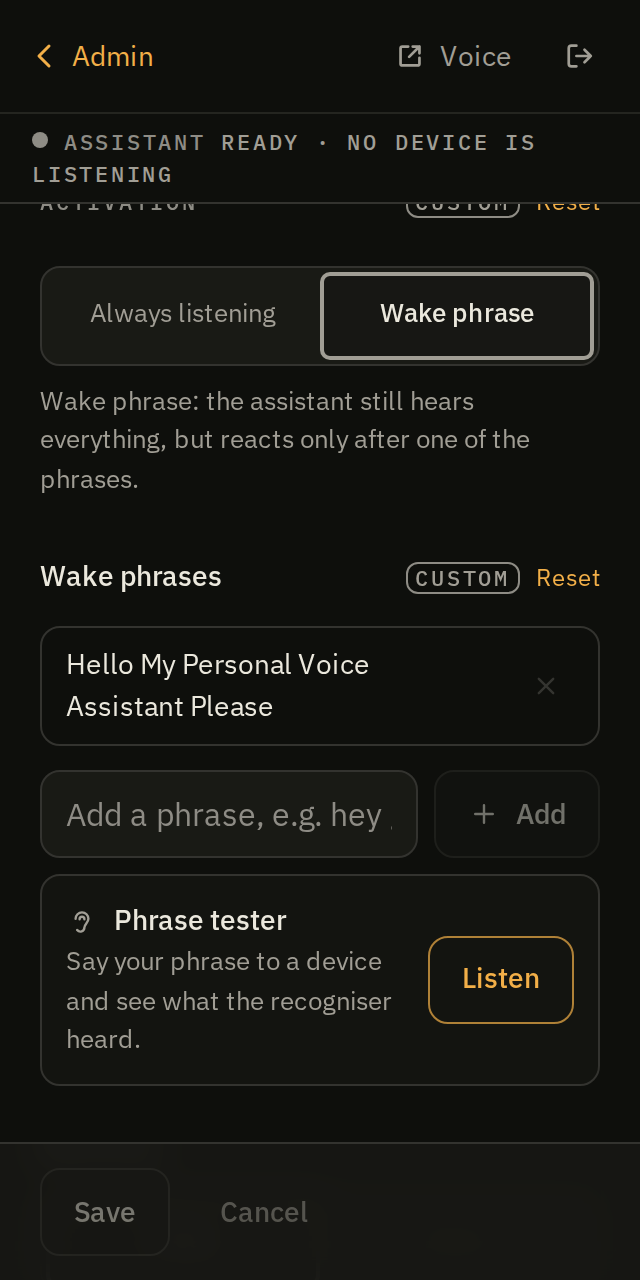 Admin
Voice
ASSISTANT READY · NO DEVICE IS
LISTENING
ACTIVATION
CUSTOM
Reset
Always listening
Wake phrase
Wake phrase: the assistant still hears
everything, but reacts only after one of the
phrases.
Wake phrases
CUSTOM
Reset
Hello My Personal Voice
Assistant Please
Add a phrase, e.g. hey
Add
Phrase tester
Say your phrase to a device
and see what the recogniser
heard.
Listen
Save
Cancel